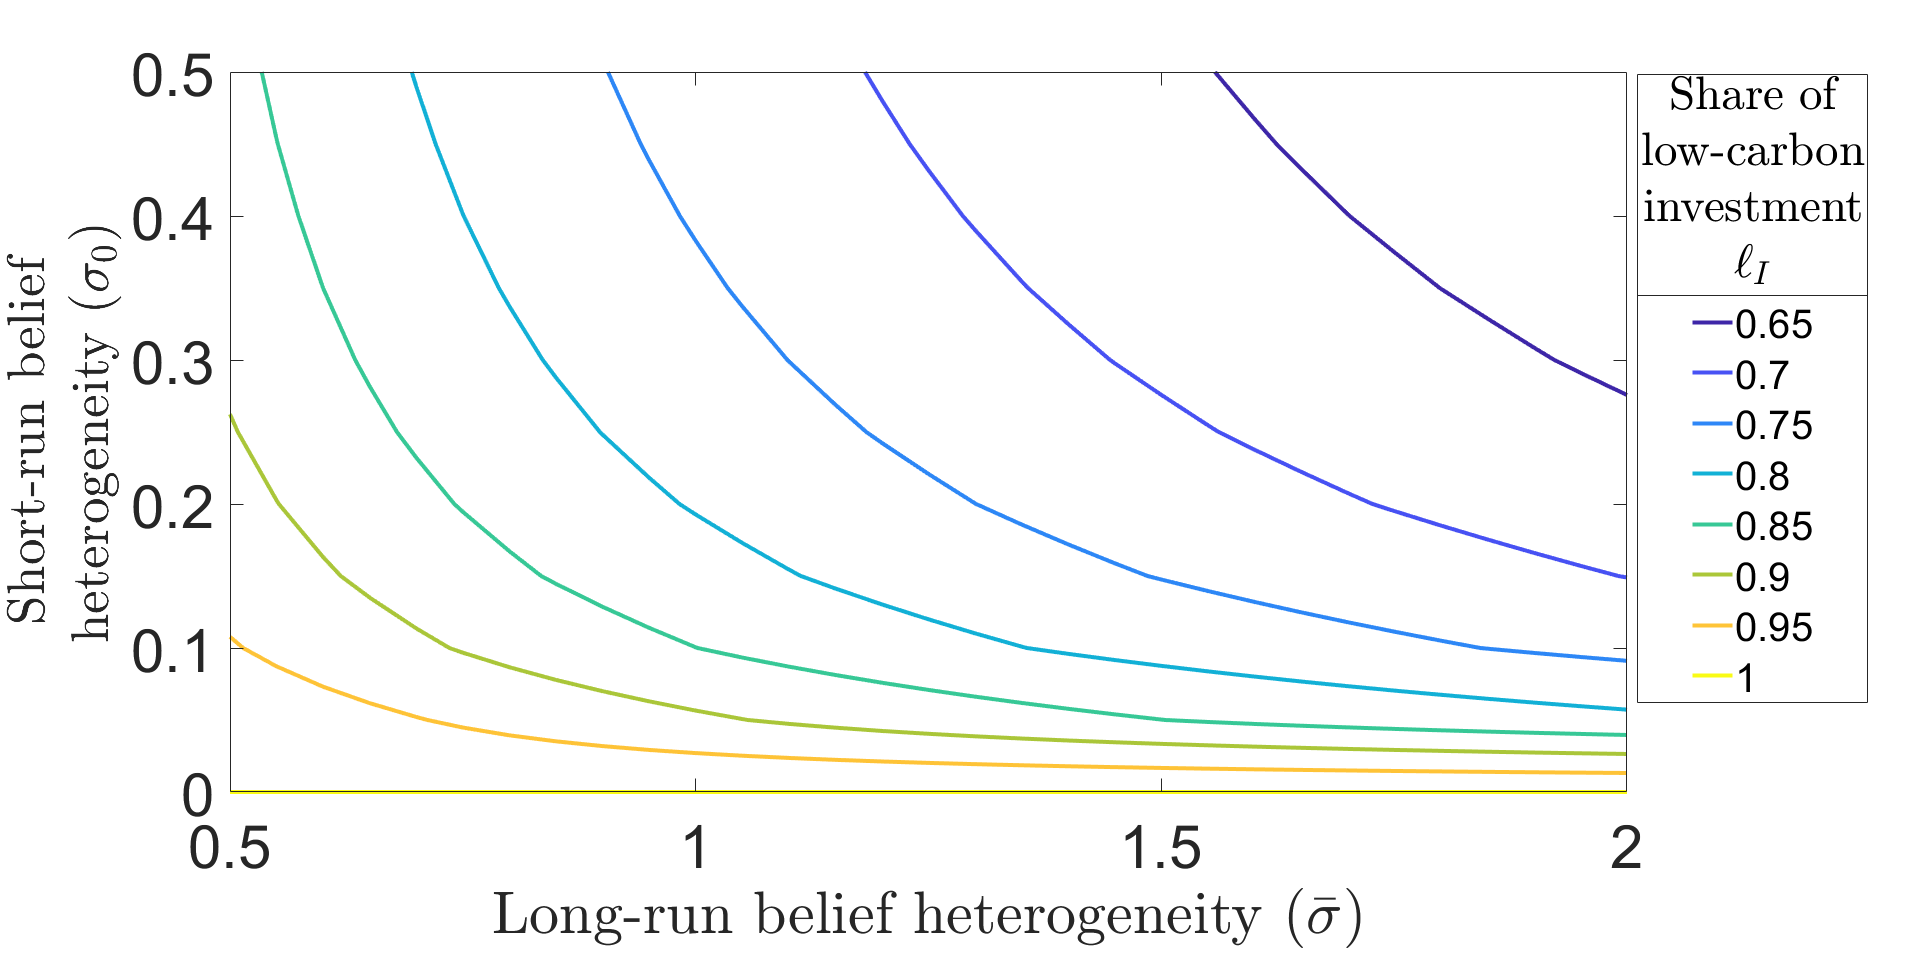 Short-run belief
heterogeneity (σ₀)
0.5
0.4
0.3
0.2
0.1
0
0.5
1
1.5
2
Long-run belief heterogeneity (σ̄)
Share of
low-carbon
investment
ℓ_I
0.65
0.7
0.75
0.8
0.85
0.9
0.95
1